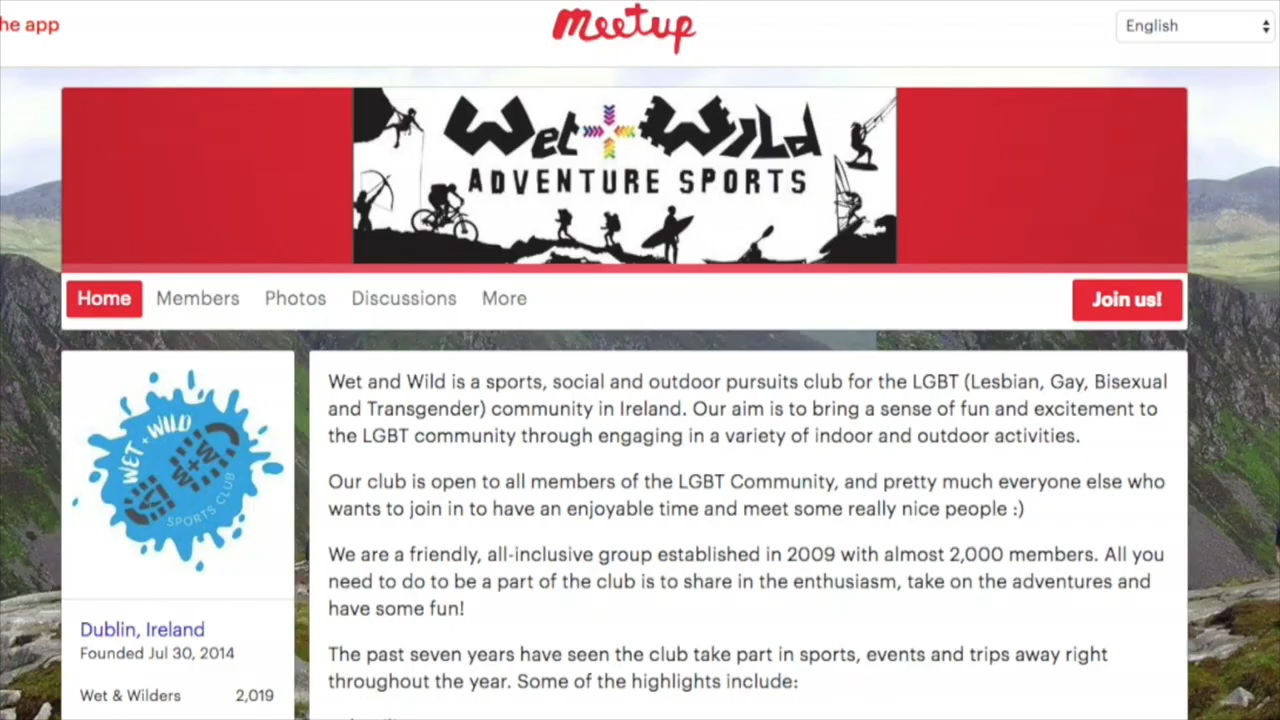 he app
meetup
English
Wet + Wild
ADVENTURE SPORTS
Home Members Photos Discussions More Join us!
WET + WILD
W+W
SPORTS CLUB
Dublin, Ireland
Founded Jul 30, 2014
Wet & Wilders 2,019
Wet and Wild is a sports, social and outdoor pursuits club for the LGBT (Lesbian, Gay, Bisexual
and Transgender) community in Ireland. Our aim is to bring a sense of fun and excitement to
the LGBT community through engaging in a variety of indoor and outdoor activities.
Our club is open to all members of the LGBT Community, and pretty much everyone else who
wants to join in to have an enjoyable time and meet some really nice people :)
We are a friendly, all-inclusive group established in 2009 with almost 2,000 members. All you
need to do to be a part of the club is to share in the enthusiasm, take on the adventures and
have some fun!
The past seven years have seen the club take part in sports, events and trips away right
throughout the year. Some of the highlights include: